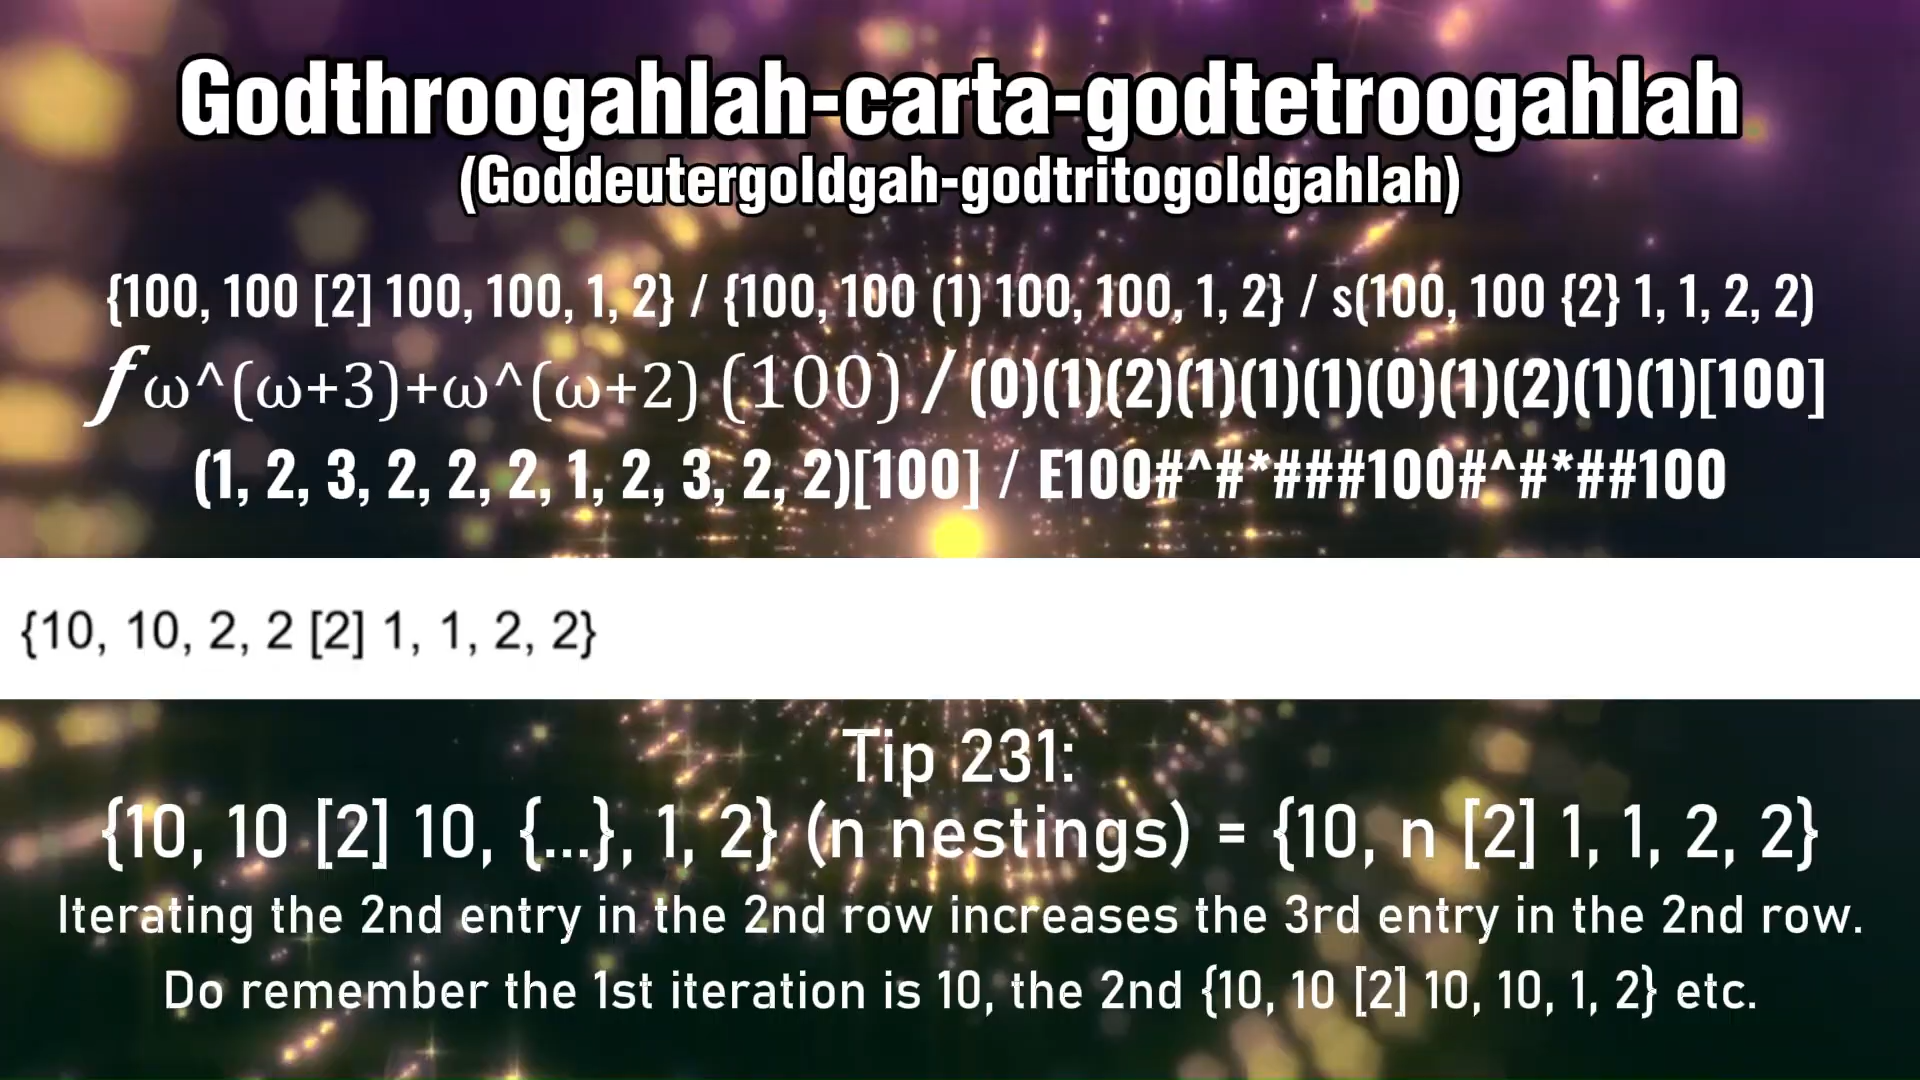 Godthroogahlah-carta-godtetroogahlah
(Goddeutergoldgah-godtritogoldgahlah)
{100, 100 [2] 100, 100, 1, 2} / {100, 100 (1) 100, 100, 1, 2} / s(100, 100 {2} 1, 1, 2, 2)
fω^(ω+3)+ω^(ω+2) (100) / (0)(1)(2)(1)(1)(1)(0)(1)(2)(1)(1)[100]
(1, 2, 3, 2, 2, 2, 1, 2, 3, 2, 2)[100] / E100#^#*###100#^#*##100
{10, 10, 2, 2 [2] 1, 1, 2, 2}
Tip 231:
{10, 10 [2] 10, {...}, 1, 2} (n nestings) = {10, n [2] 1, 1, 2, 2}
Iterating the 2nd entry in the 2nd row increases the 3rd entry in the 2nd row.
Do remember the 1st iteration is 10, the 2nd {10, 10 [2] 10, 10, 1, 2} etc.